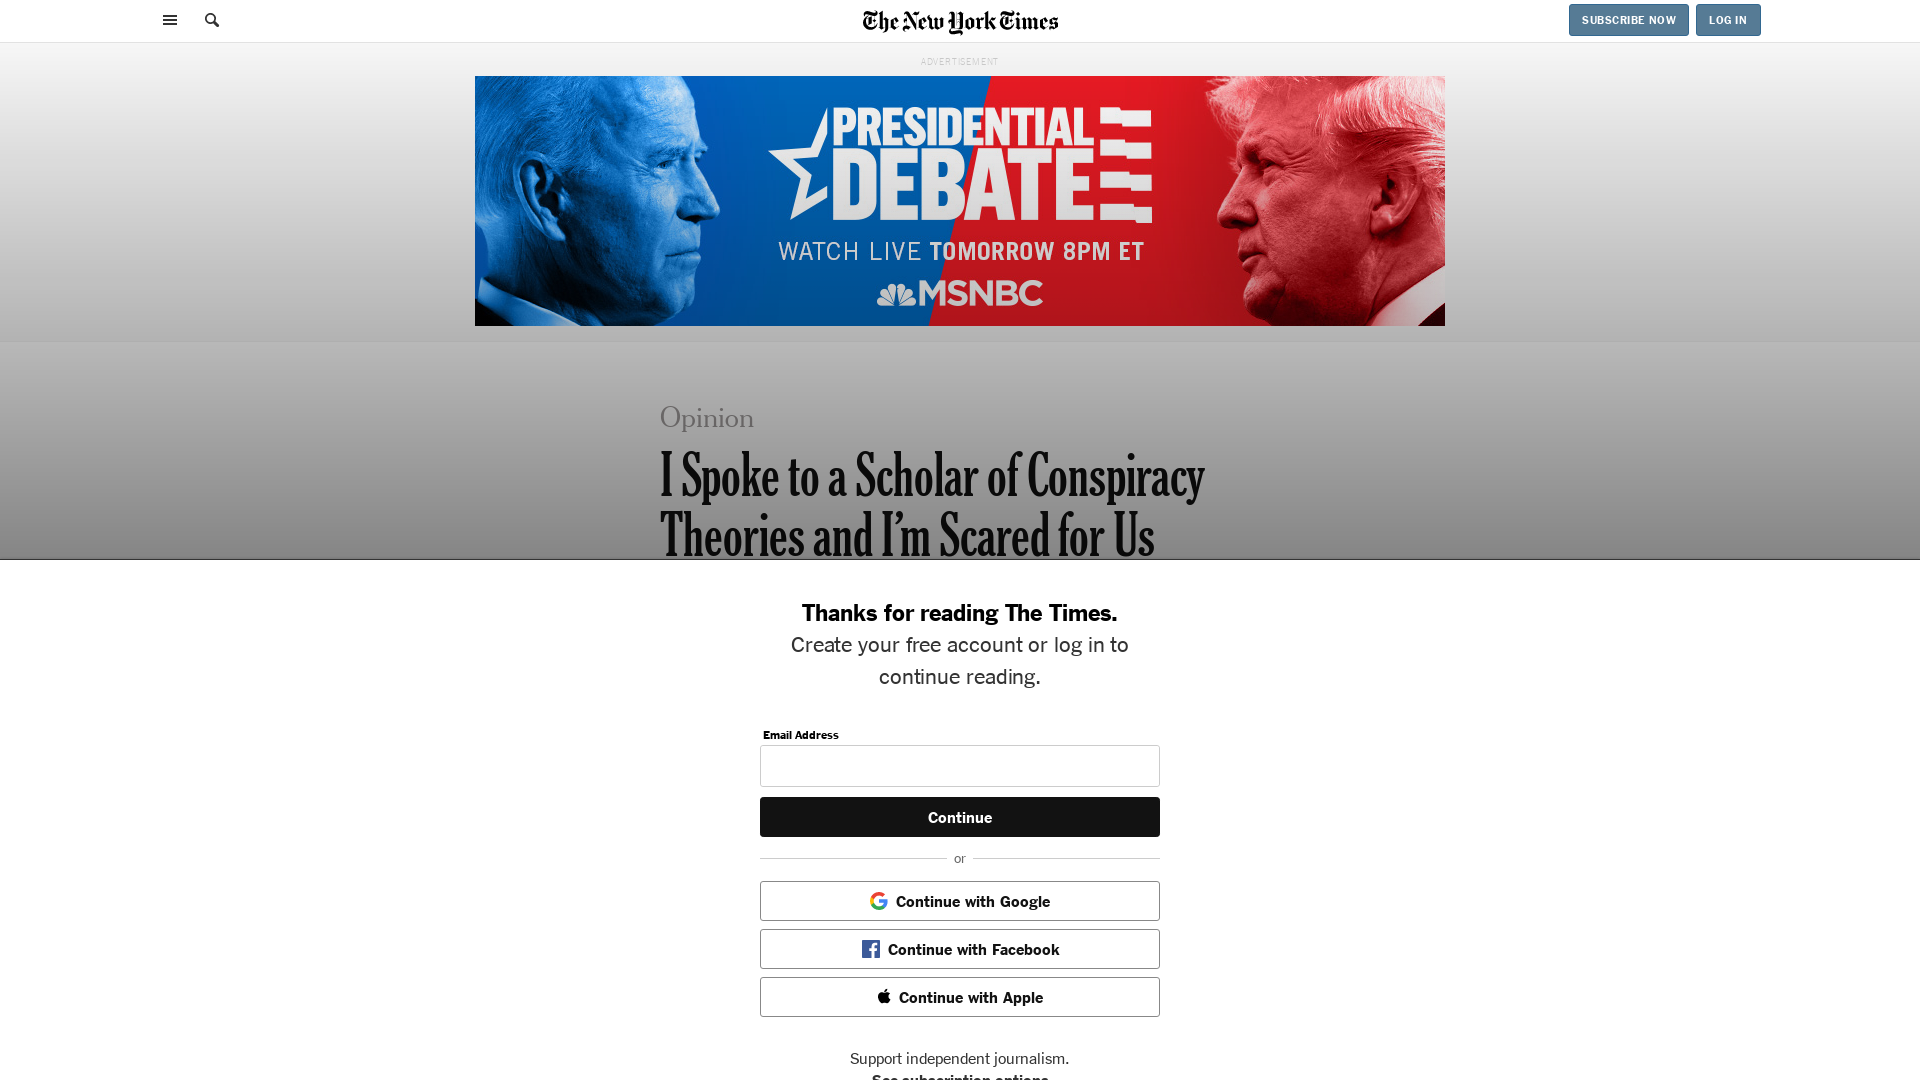 The New York Times
SUBSCRIBE NOW
LOG IN
ADVERTISEMENT
PRESIDENTIAL
DEBATE
WATCH LIVE TOMORROW 8PM ET
MSNBC
Opinion
I Spoke to a Scholar of Conspiracy
Theories and I’m Scared for Us
Thanks for reading The Times.
Create your free account or log in to
continue reading.
Email Address
Continue
or
Continue with Google
Continue with Facebook
Continue with Apple
Support independent journalism.
See subscription options.